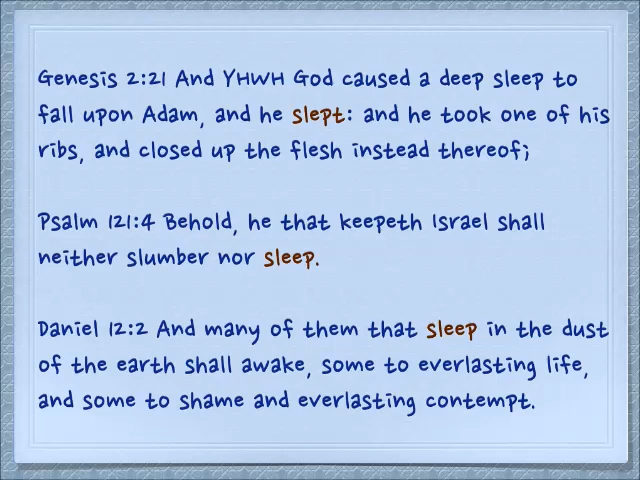 Genesis 2:21 And YHWH God caused a deep sleep to
fall upon Adam, and he slept: and he took one of his
ribs, and closed up the flesh instead thereof;
Psalm 121:4 Behold, he that keepeth Israel shall
neither slumber nor sleep.
Daniel 12:2 And many of them that sleep in the dust
of the earth shall awake, some to everlasting life,
and some to shame and everlasting contempt.